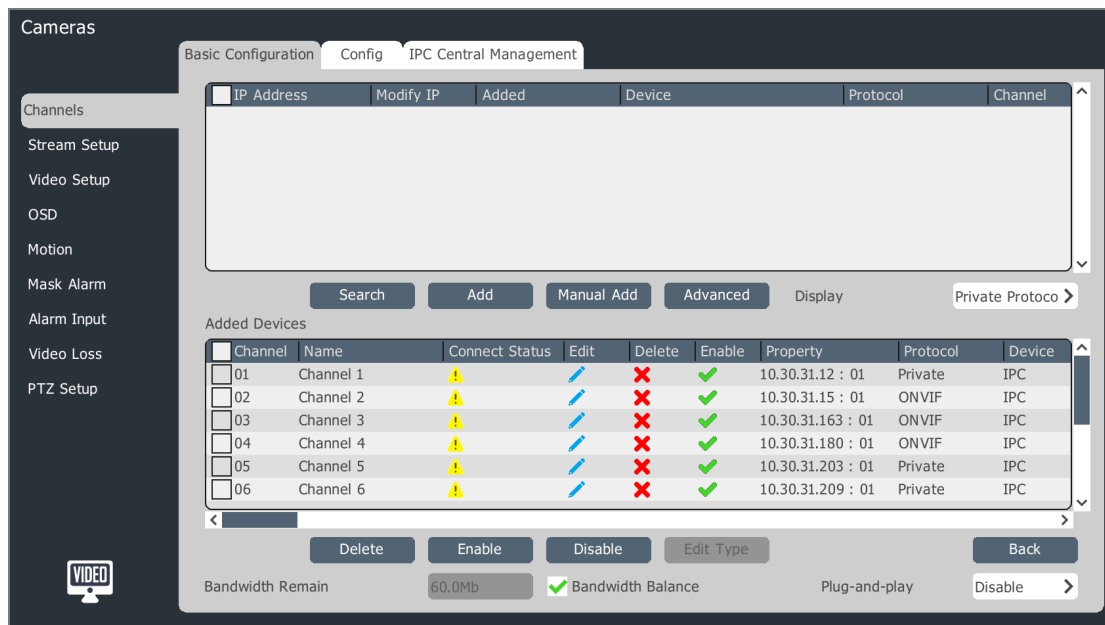 Cameras
Basic Configuration Config IPC Central Management
IP Address Modify IP Added Device Protocol Channel
Channels
Stream Setup
Video Setup
OSD
Motion
Mask Alarm
Alarm Input
Video Loss
PTZ Setup
Search Add Manual Add Advanced Display Private Protoco
Added Devices
Channel Name Connect Status Edit Delete Enable Property Protocol Device
01 Channel 1 10.30.31.12 : 01 Private IPC
02 Channel 2 10.30.31.15 : 01 ONVIF IPC
03 Channel 3 10.30.31.163 : 01 ONVIF IPC
04 Channel 4 10.30.31.180 : 01 ONVIF IPC
05 Channel 5 10.30.31.203 : 01 Private IPC
06 Channel 6 10.30.31.209 : 01 Private IPC
Delete Enable Disable Edit Type Back
VIDEO
Bandwidth Remain 60.0Mb Bandwidth Balance Plug-and-play Disable